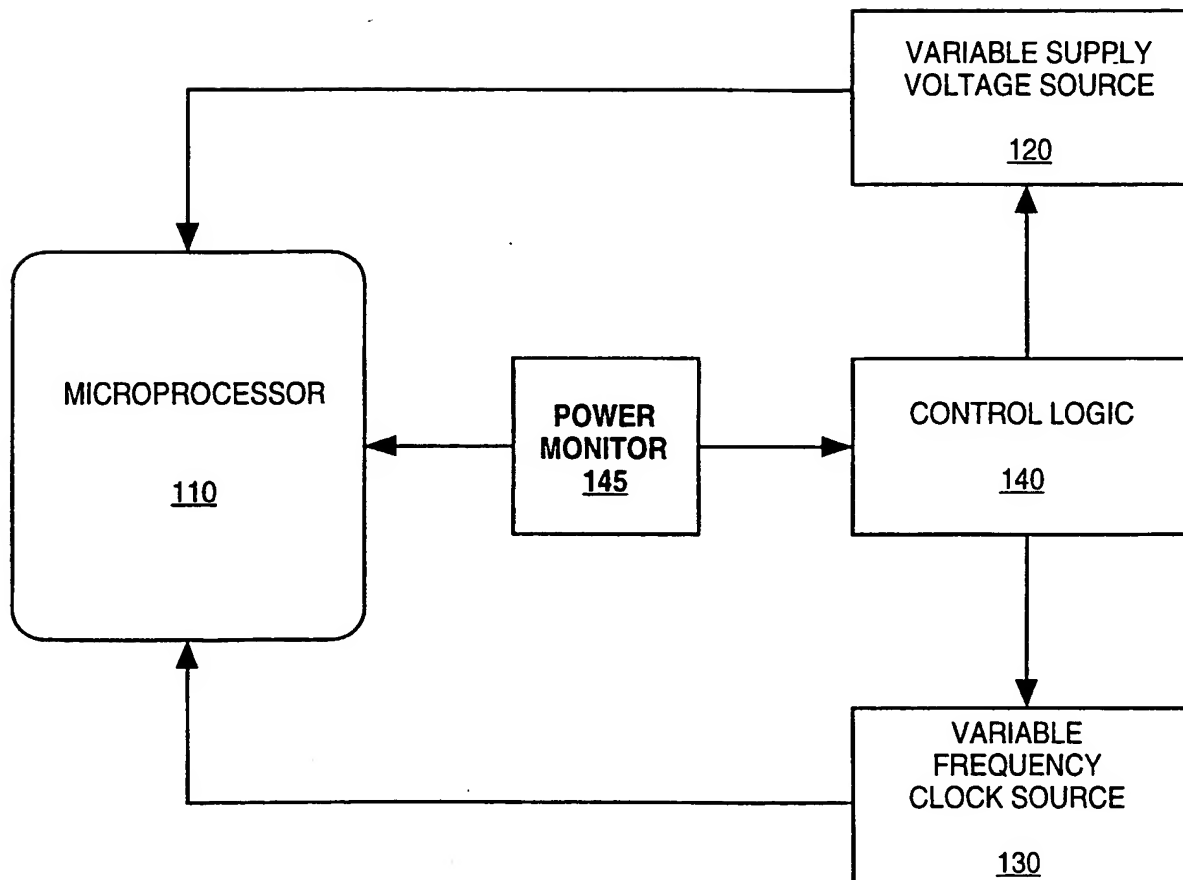 VARIABLE SUPPLY
VOLTAGE SOURCE
120
MICROPROCESSOR
110
POWER
MONITOR
145
CONTROL LOGIC
140
VARIABLE
FREQUENCY
CLOCK SOURCE
130